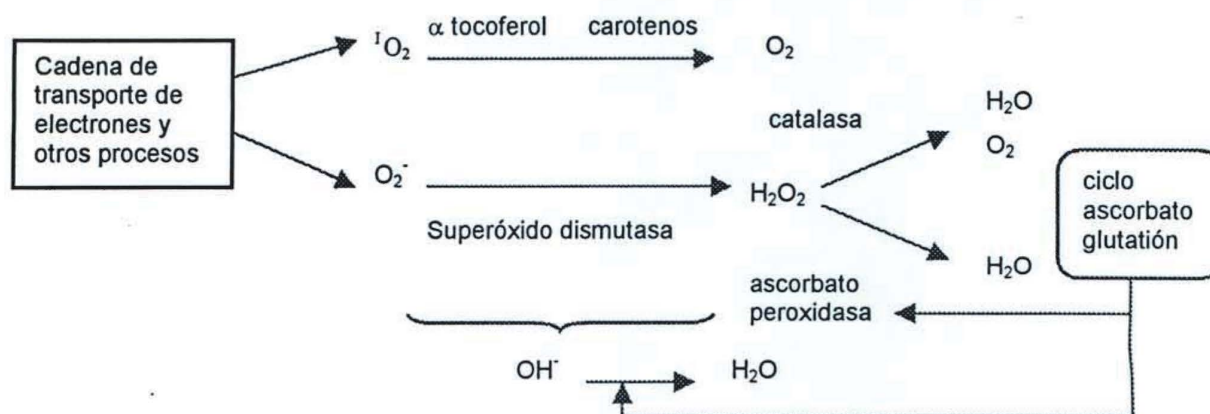 Cadena de
transporte de
electrones y
otros procesos
¹O₂
α tocoferol carotenos
O₂
O₂⁻
Superóxido dismutasa
H₂O₂
catalasa
H₂O
O₂
H₂O
ascorbato
peroxidasa
ciclo
ascorbato
glutatión
OH⁻
H₂O